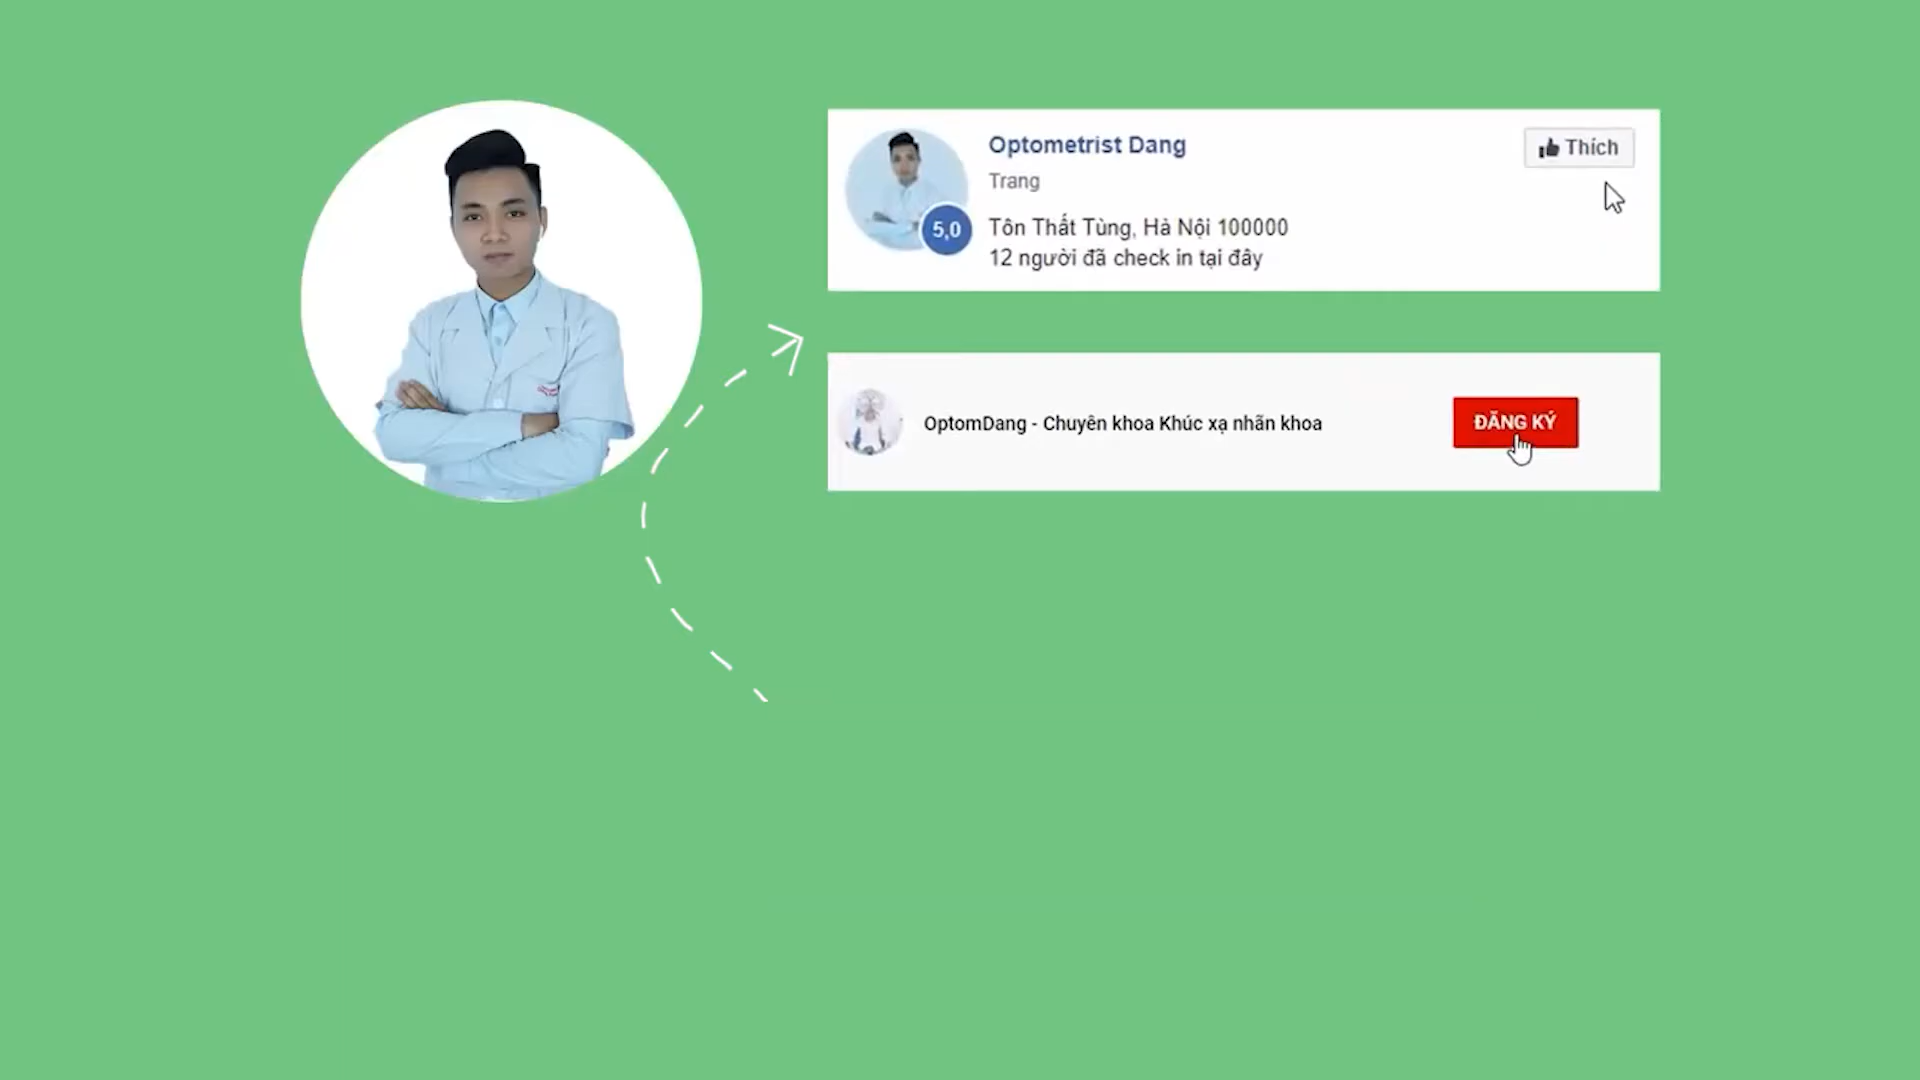 Optometrist Dang
Thích
Trang
5,0
Tôn Thất Tùng, Hà Nội 100000
12 người đã check in tại đây
OptomDang - Chuyên khoa Khúc xạ nhãn khoa
ĐĂNG KÝ